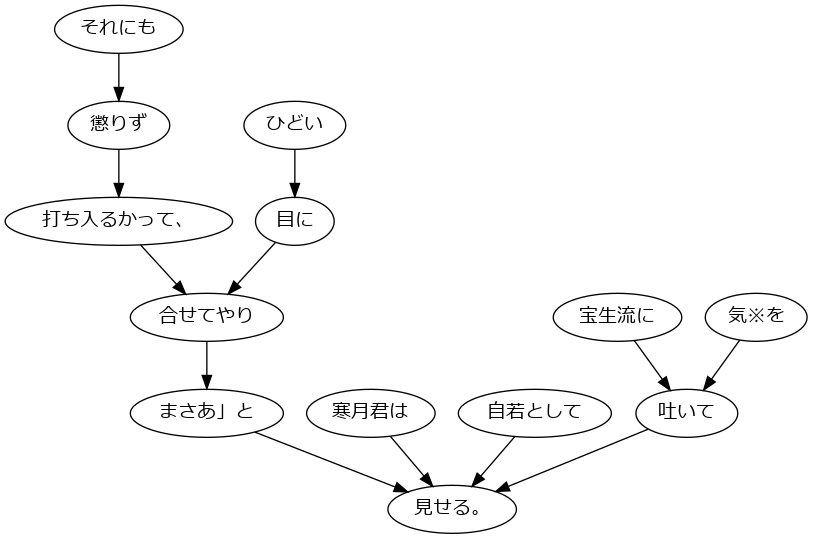 それにも
懲りず
ひどい
打ち入るかって、
目に
合せてやり
宝生流に
気※を
まさあ」と
寒月君は
自若として
吐いて
見せる。